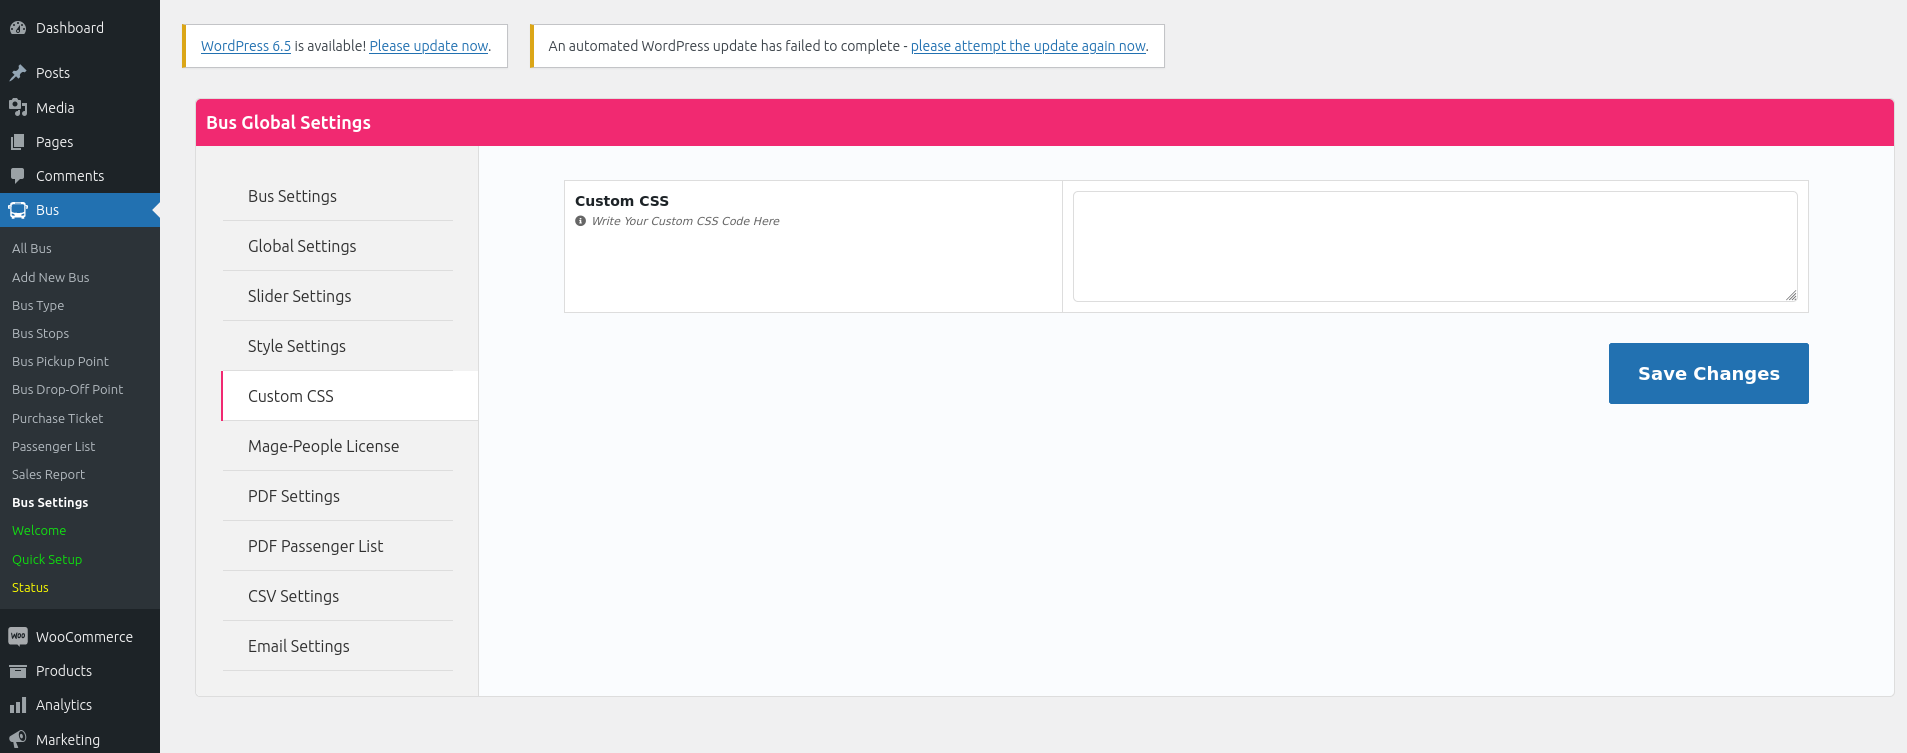 Dashboard
Posts
Media
Pages
Comments
Bus
All Bus
Add New Bus
Bus Type
Bus Stops
Bus Pickup Point
Bus Drop-Off Point
Purchase Ticket
Passenger List
Sales Report
Bus Settings
Welcome
Quick Setup
Status
WOO WooCommerce
Products
Analytics
Marketing
WordPress 6.5 is available! Please update now.
An automated WordPress update has failed to complete - please attempt the update again now.
Bus Global Settings
Bus Settings
Global Settings
Slider Settings
Style Settings
Custom CSS
Mage-People License
PDF Settings
PDF Passenger List
CSV Settings
Email Settings
Custom CSS
Write Your Custom CSS Code Here
Save Changes